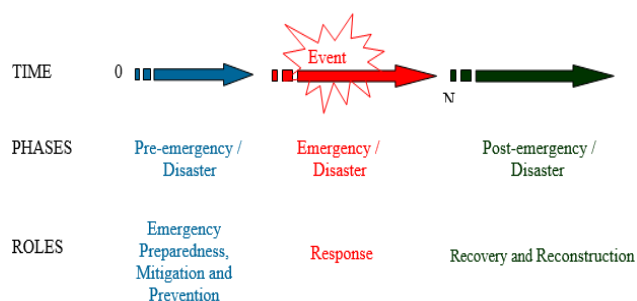 Event
TIME 0
N
PHASES Pre-emergency / Emergency / Post-emergency /
Disaster Disaster Disaster
Emergency
Preparedness,
ROLES Mitigation and Response Recovery and Reconstruction
Prevention